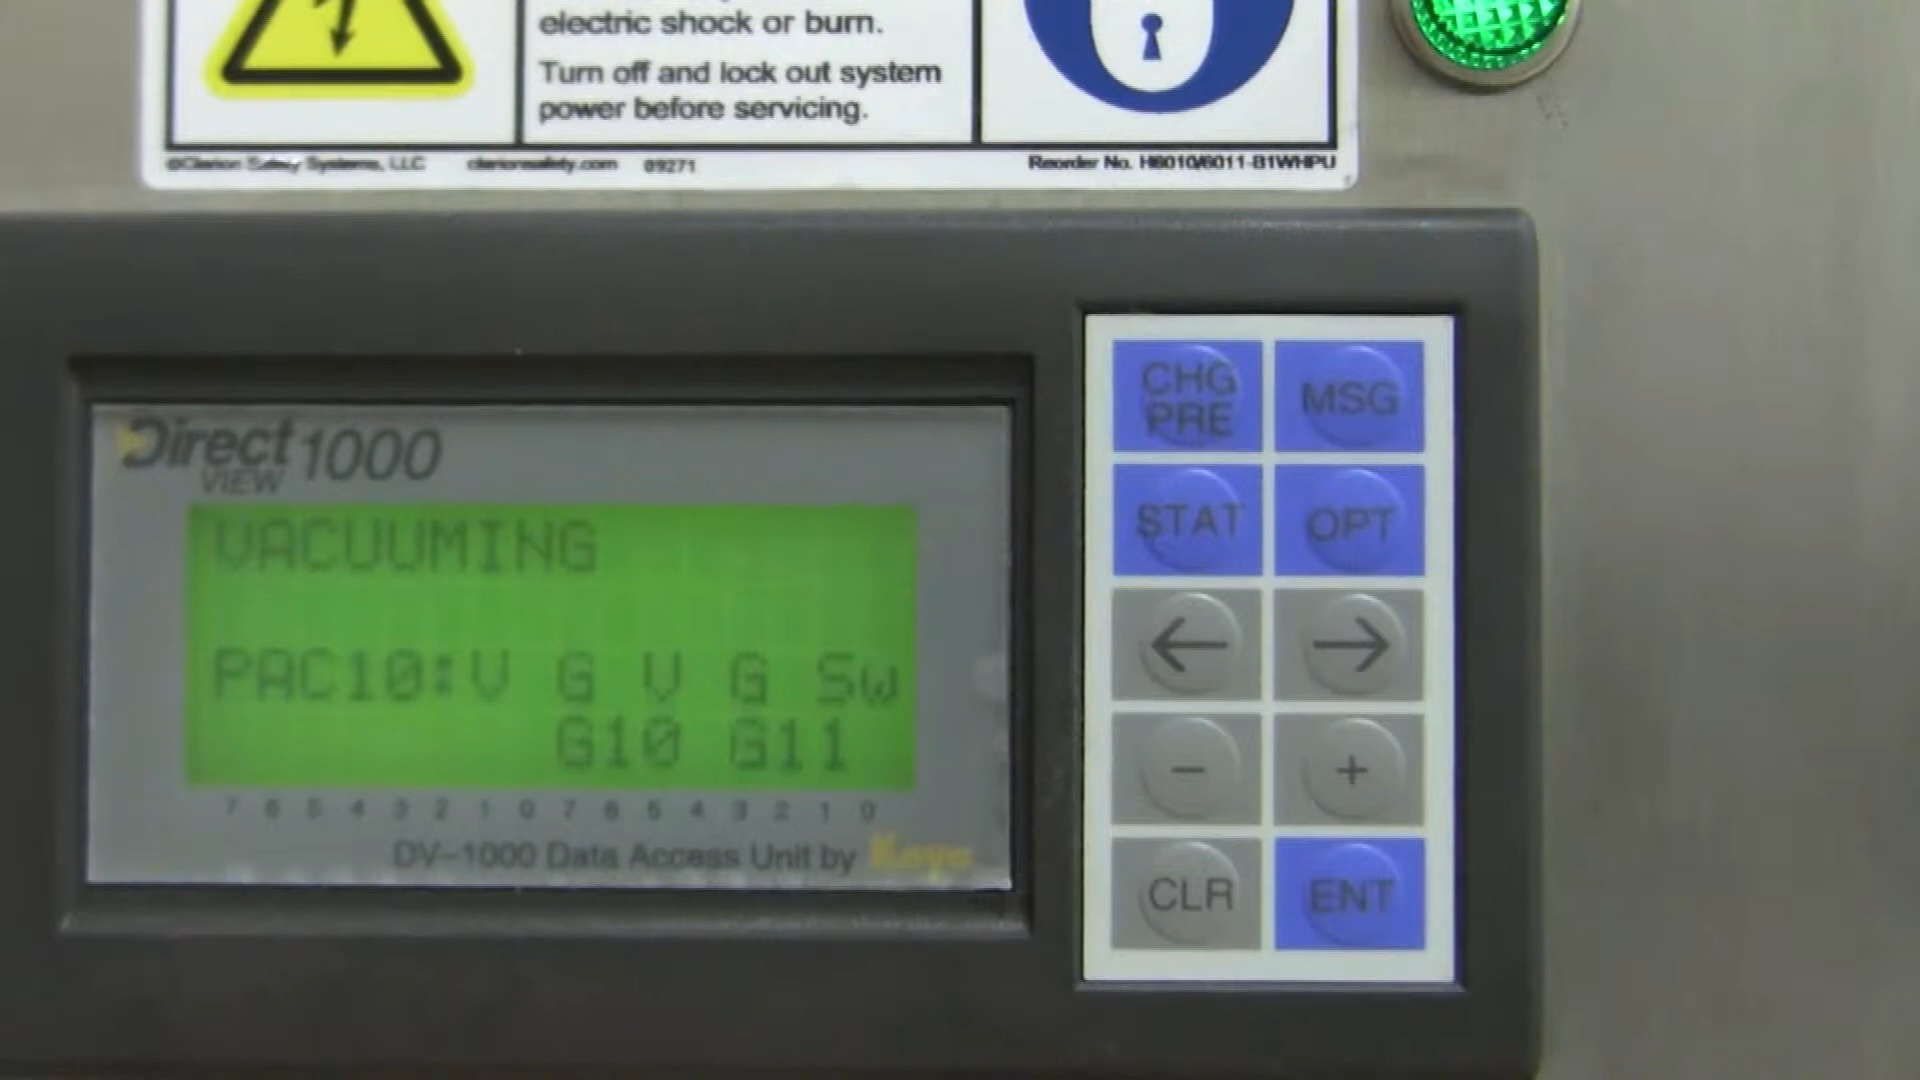 electric shock or burn.
Turn off and lock out system
power before servicing.
©Clarion Safety Systems, LLC clarionsafety.com 09271 Reorder No. H6010/6011-B1WHPU
Direct 1000
VIEW
VACUUMING
PAC10:V G V G Sw
G10 G11
7 6 5 4 3 2 1 0 7 6 5 4 3 2 1 0
DV-1000 Data Access Unit by Koyo
CHG PRE
MSG
STAT
OPT
←
→
−
+
CLR
ENT